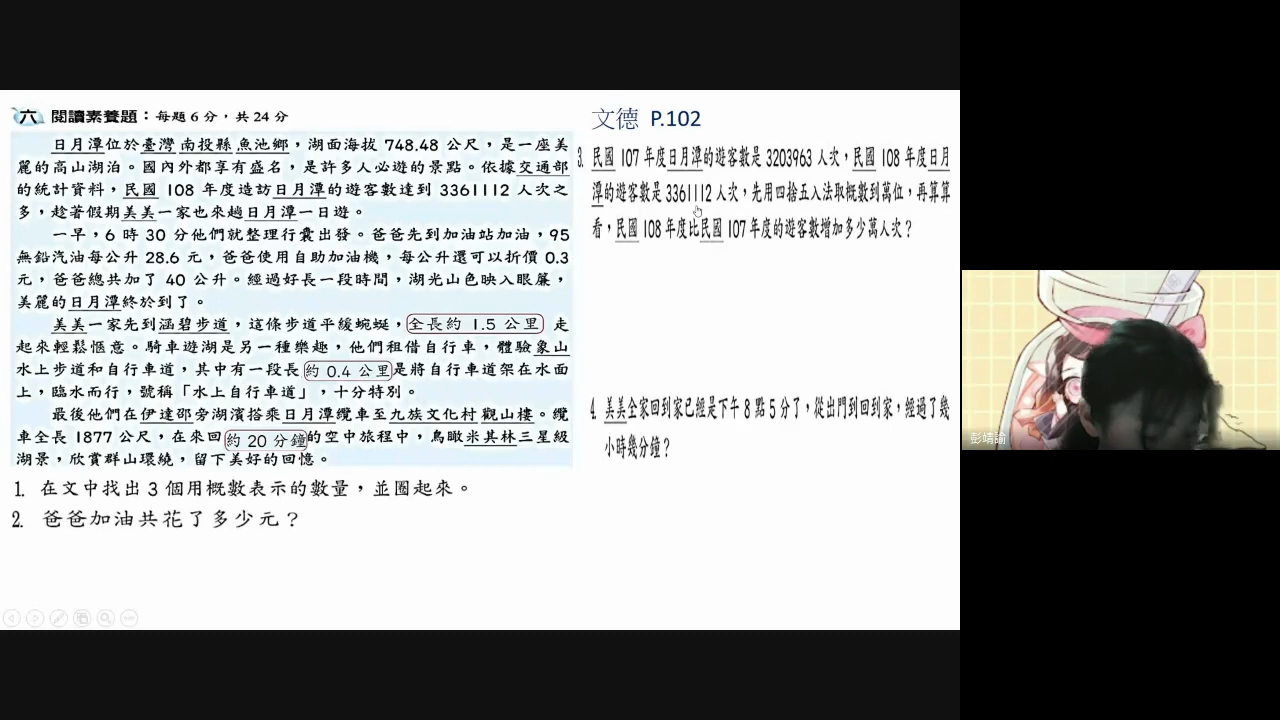 六 閱讀素養題：每題 6 分，共 24 分
日月潭位於臺灣 南投縣 魚池鄉，湖面海拔 748.48 公尺，是一座美
麗的高山湖泊。國內外都享有盛名，是許多人必遊的景點。依據交通部
的統計資料，民國 108 年度造訪日月潭的遊客數達到 3361112 人次之
多，趁著假期美美一家也來趟日月潭一日遊。
一早，6 時 30 分他們就整理行囊出發。爸爸先到加油站加油，95
無鉛汽油每公升 28.6 元，爸爸使用自助加油機，每公升還可以折價 0.3
元，爸爸總共加了 40 公升。經過好長一段時間，湖光山色映入眼簾，
美麗的日月潭終於到了。
美美一家先到涵碧步道，這條步道平緩蜿蜒，全長約 1.5 公里 走
起來輕鬆愜意。騎車遊湖是另一種樂趣，他們租借自行車，體驗象山
水上步道和自行車道，其中有一段長 約 0.4 公里是將自行車道架在水面
上，臨水而行，號稱「水上自行車道」，十分特別。
最後他們在伊達邵旁湖濱搭乘日月潭纜車至九族文化村 觀山樓。纜
車全長 1877 公尺，在來回 約 20 分鐘的空中旅程中，鳥瞰米其林三星級
湖景，欣賞群山環繞，留下美好的回憶。
1. 在文中找出 3 個用概數表示的數量，並圈起來。
2. 爸爸加油共花了多少元？
文德 P.102
3. 民國 107 年度日月潭的遊客數是 3203963 人次，民國 108 年度日月
潭的遊客數是 3361112 人次，先用四捨五入法取概數到萬位，再算算
看，民國 108 年度比民國 107 年度的遊客數增加多少萬人次？
4. 美美全家回到家已經是下午 8 點 5 分了，從出門到回到家，經過了幾
小時幾分鐘？
彭靖諭